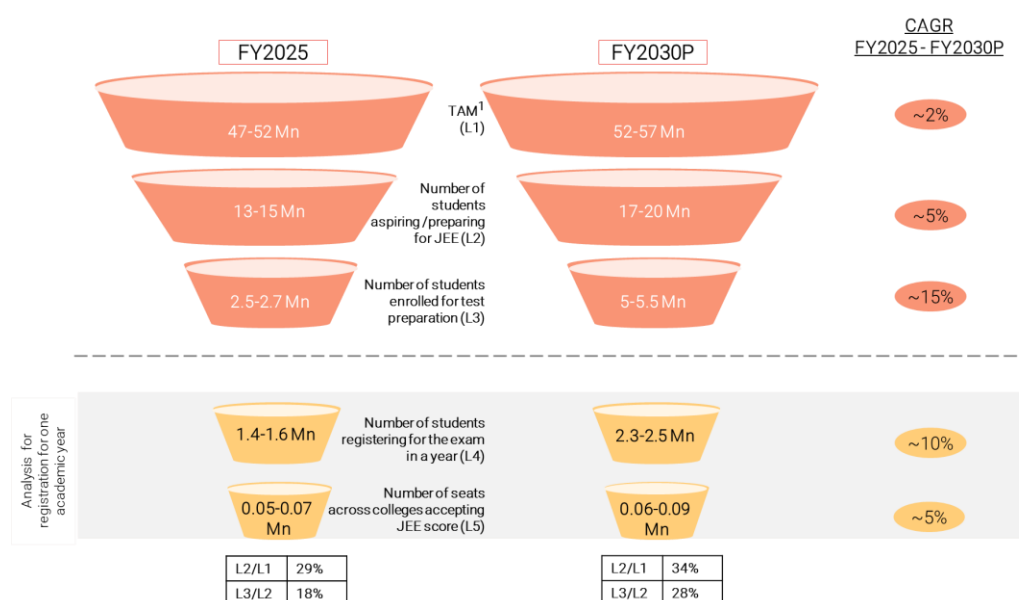 CAGR
FY2025 - FY2030P
FY2025
FY2030P
47-52 Mn
TAM1
(L1)
52-57 Mn
~2%
13-15 Mn
Number of
students
aspiring/preparing
for JEE (L2)
17-20 Mn
~5%
2.5-2.7 Mn
Number of students
enrolled for test
preparation (L3)
5-5.5 Mn
~15%
Analysis for
registration for one
academic year
1.4-1.6 Mn
Number of students
registering for the exam
in a year (L4)
2.3-2.5 Mn
~10%
0.05-0.07
Mn
Number of seats
across colleges accepting
JEE score (L5)
0.06-0.09
Mn
~5%
L2/L1 29%
L3/L2 18%
L2/L1 34%
L3/L2 28%